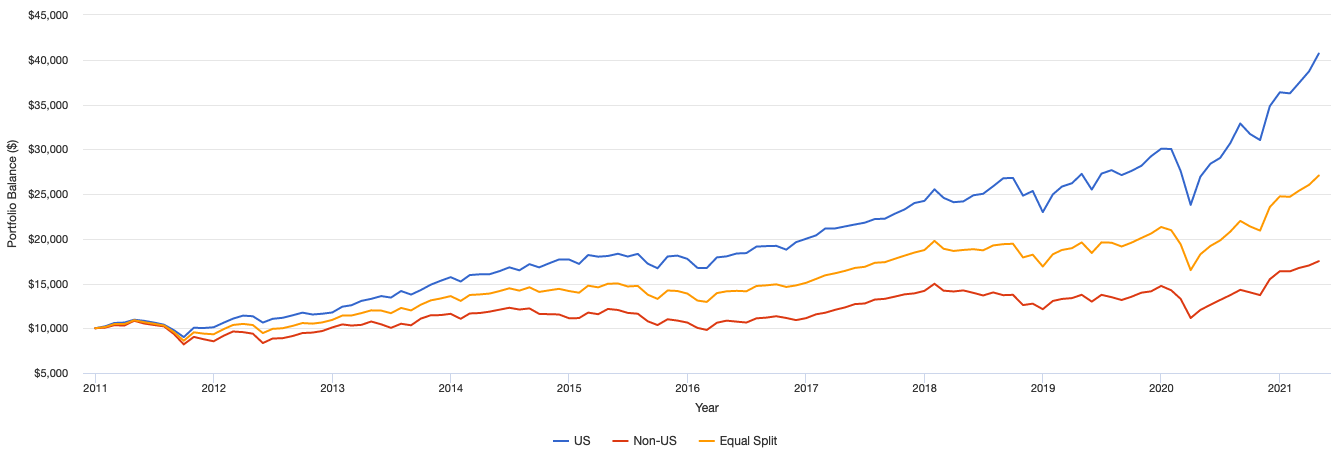 $45,000
$40,000
$35,000
$30,000
$25,000
$20,000
$15,000
$10,000
$5,000
Portfolio Balance ($)
2011 2012 2013 2014 2015 2016 2017 2018 2019 2020 2021
Year
US Non-US Equal Split